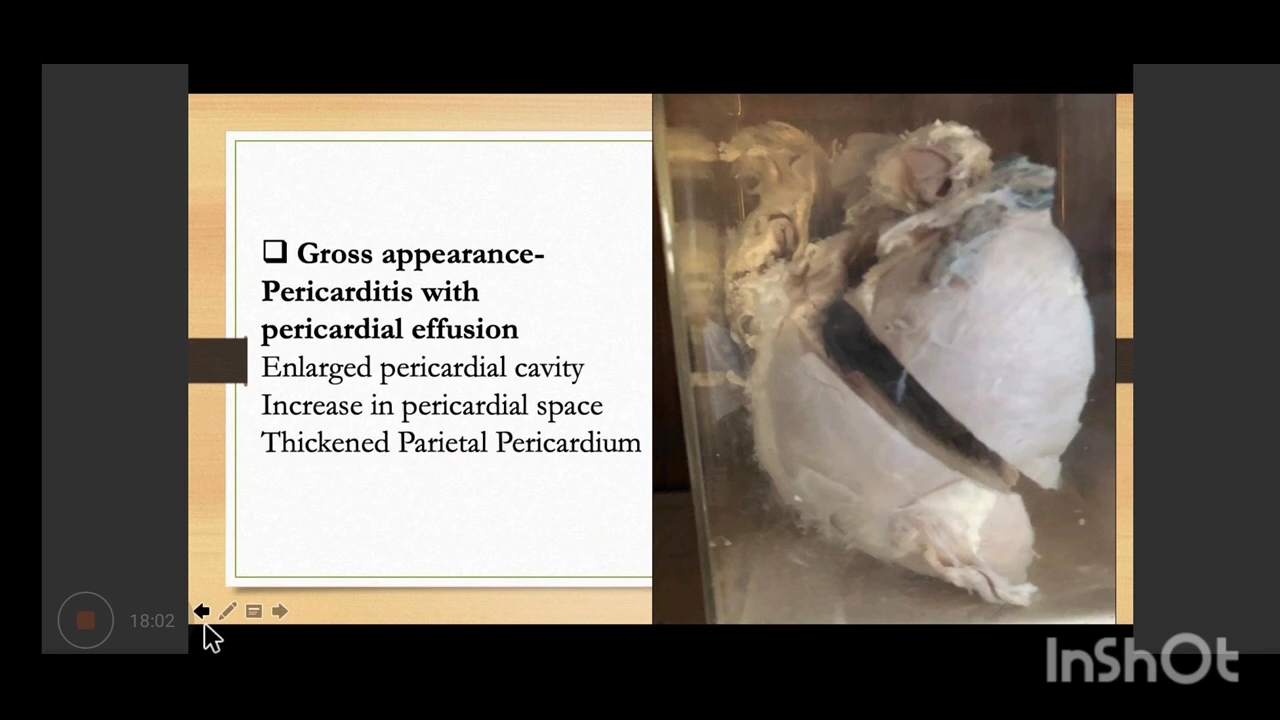 ❑ Gross appearance-
Pericarditis with
pericardial effusion
Enlarged pericardial cavity
Increase in pericardial space
Thickened Parietal Pericardium
18:02
InShOt